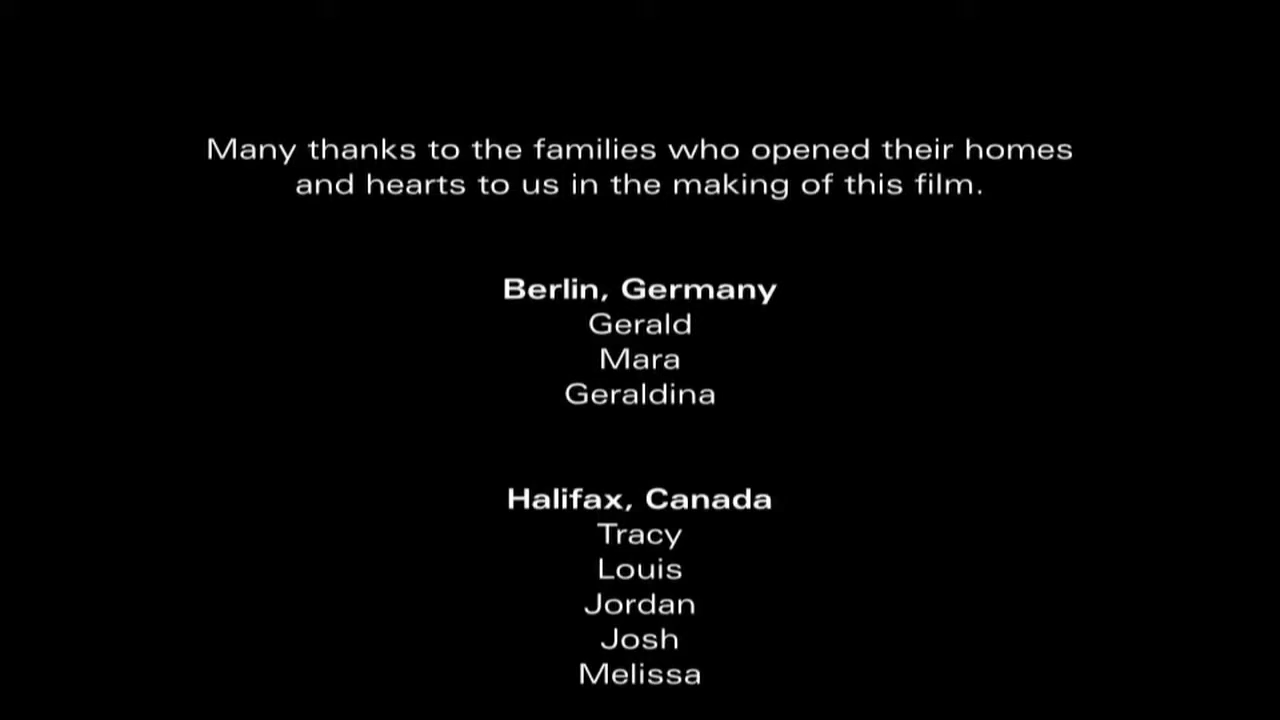 Many thanks to the families who opened their homes
and hearts to us in the making of this film.
Berlin, Germany
Gerald
Mara
Geraldina
Halifax, Canada
Tracy
Louis
Jordan
Josh
Melissa